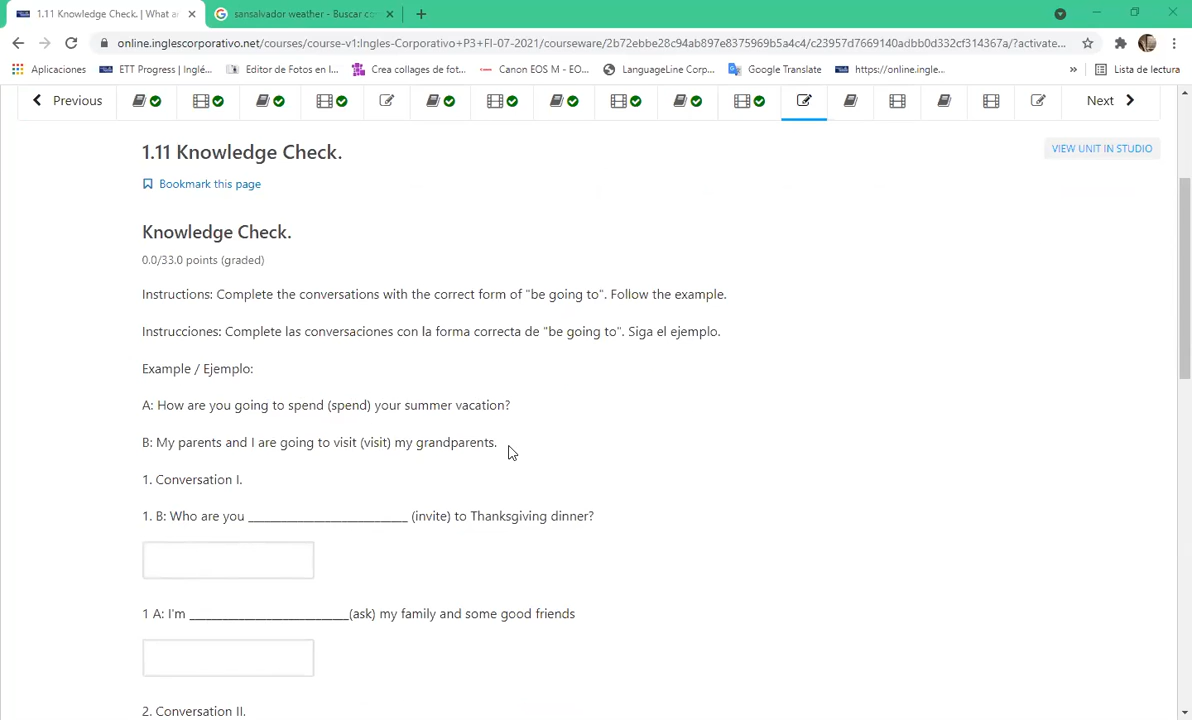 1.11 Knowledge Check. | What ar
sansalvador weather - Buscar con
online.inglescorporativo.net/courses/course-v1:Ingles-Corporativo+P3+FI-07-2021/courseware/2b72ebbe28c94ab897e8375969b5a4c4/c23957d7669140adbb0d332cf314367a/?activate...
Aplicaciones
ETT Progress | Inglé...
Editor de Fotos en l...
Crea collages de fot...
Canon EOS M - EO...
LanguageLine Corp...
Google Translate
https://online.ingle...
»
Lista de lectura
Previous
Next
1.11 Knowledge Check.
VIEW UNIT IN STUDIO
Bookmark this page
Knowledge Check.
0.0/33.0 points (graded)
Instructions: Complete the conversations with the correct form of "be going to". Follow the example.
Instrucciones: Complete las conversaciones con la forma correcta de "be going to". Siga el ejemplo.
Example / Ejemplo:
A: How are you going to spend (spend) your summer vacation?
B: My parents and I are going to visit (visit) my grandparents.
1. Conversation I.
1. B: Who are you ____________________________ (invite) to Thanksgiving dinner?
1 A: I'm ____________________________(ask) my family and some good friends
2. Conversation II.